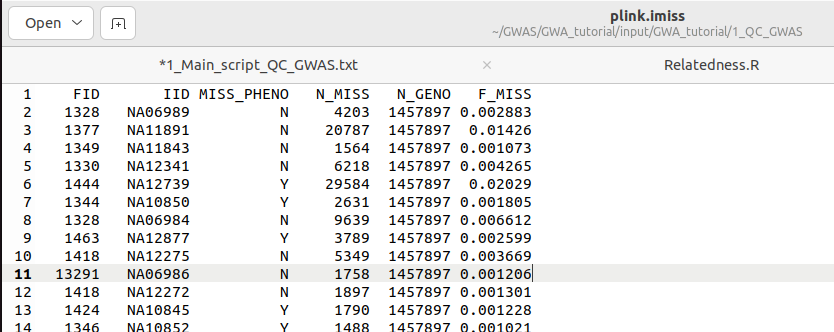 Open
plink.imiss
~/GWAS/GWA_tutorial/input/GWA_tutorial/1_QC_GWAS
*1_Main_script_QC_GWAS.txt × Relatedness.R
1 FID IID MISS_PHENO N_MISS N_GENO F_MISS
2 1328 NA06989 N 4203 1457897 0.002883
3 1377 NA11891 N 20787 1457897 0.01426
4 1349 NA11843 N 1564 1457897 0.001073
5 1330 NA12341 N 6218 1457897 0.004265
6 1444 NA12739 Y 29584 1457897 0.02029
7 1344 NA10850 Y 2631 1457897 0.001805
8 1328 NA06984 N 9639 1457897 0.006612
9 1463 NA12877 Y 3789 1457897 0.002599
10 1418 NA12275 N 5349 1457897 0.003669
11 13291 NA06986 N 1758 1457897 0.001206
12 1418 NA12272 N 1897 1457897 0.001301
13 1424 NA10845 Y 1790 1457897 0.001228
14 1346 NA10852 Y 1488 1457897 0.001021